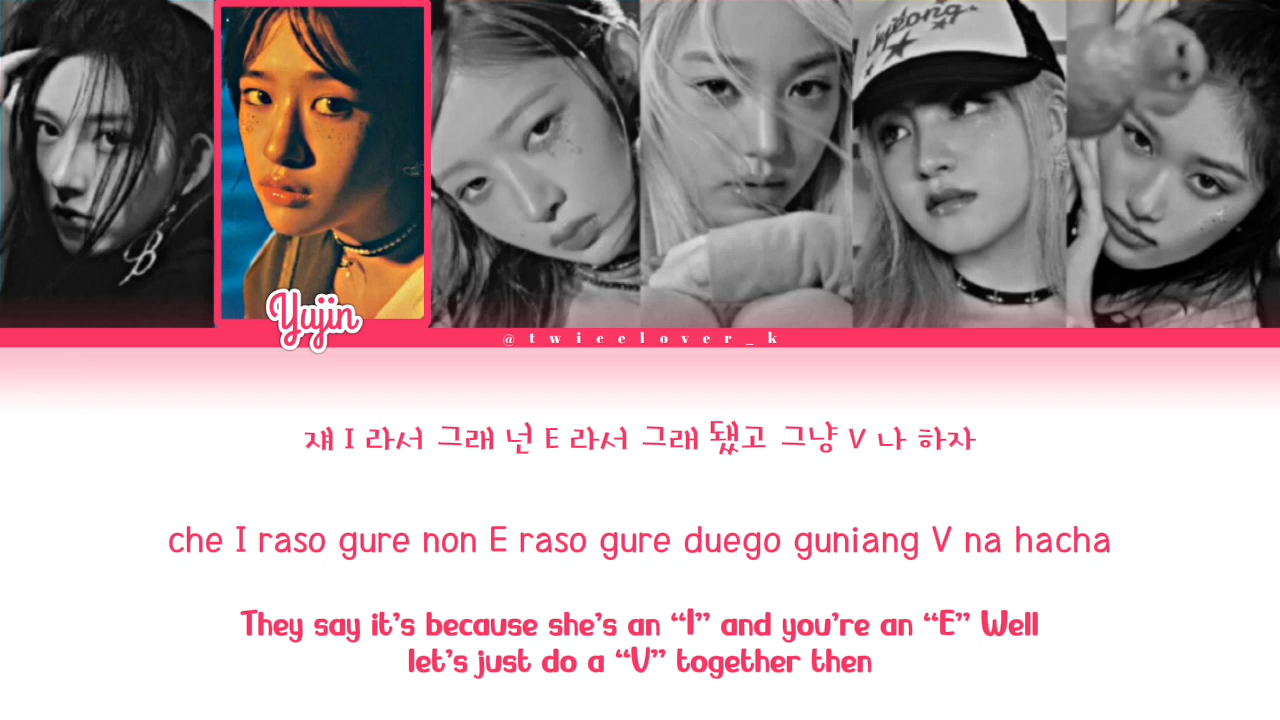 Yujin
@twicelover_k
쟤 I 라서 그래 넌 E 라서 그래 됐고 그냥 V 나 하자
che I raso gure non E raso gure duego guniang V na hacha
They say it's because she's an “I” and you're an “E” Well
let's just do a “V” together then